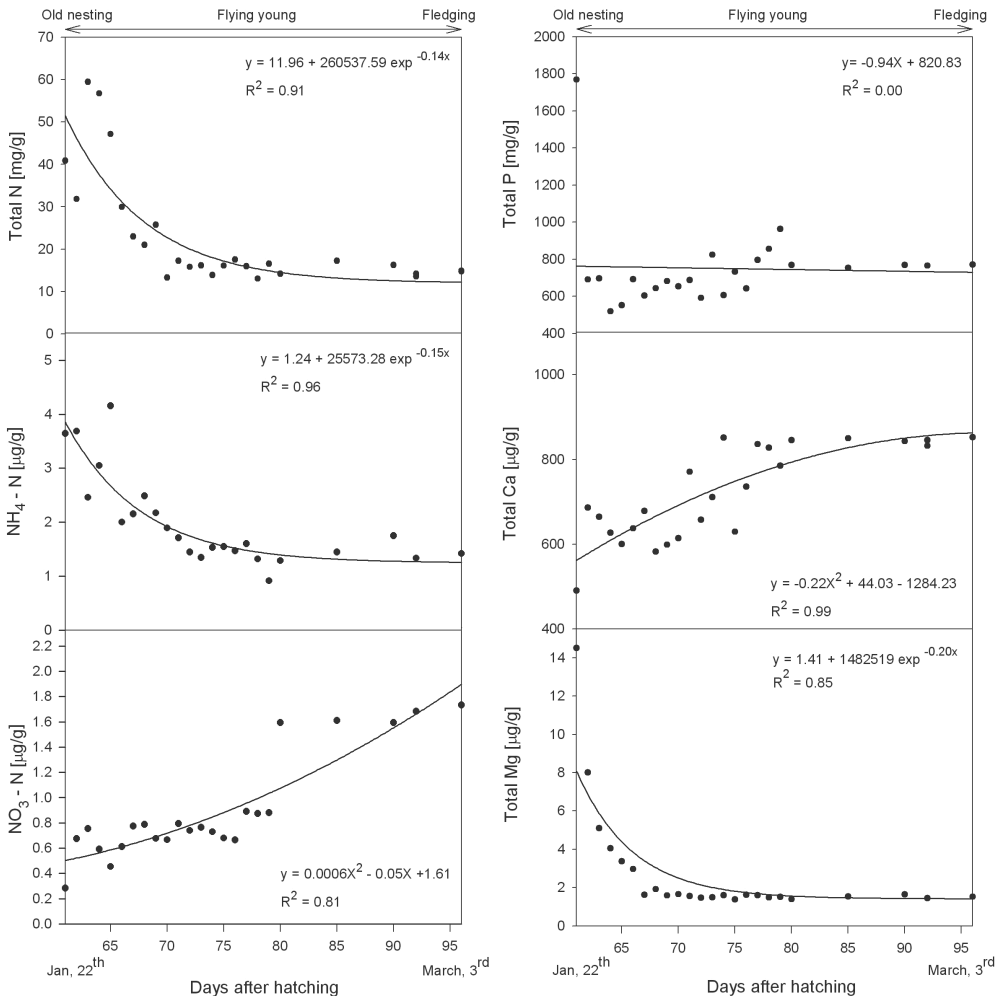 Old nesting Flying young Fledging
y = 11.96 + 260537.59 exp -0.14x
R2 = 0.91
Total N [mg/g]
70
60
50
40
30
20
10
0
y = 1.24 + 25573.28 exp -0.15x
R2 = 0.96
NH4 - N [µg/g]
5
4
3
2
1
0
NO3 - N [µg/g]
2.2
2.0
1.8
1.6
1.4
1.2
1.0
0.8
0.6
0.4
0.2
0.0
y = 0.0006X2 - 0.05X +1.61
R2 = 0.81
65 70 75 80 85 90 95
Jan, 22th March, 3rd
Days after hatching
Old nesting Flying young Fledging
y= -0.94X + 820.83
R2 = 0.00
Total P [mg/g]
2000
1800
1600
1400
1200
1000
800
600
400
Total Ca [µg/g]
1000
800
600
400
y = -0.22X2 + 44.03 - 1284.23
R2 = 0.99
y = 1.41 + 1482519 exp -0.20x
R2 = 0.85
Total Mg [µg/g]
14
12
10
8
6
4
2
0
65 70 75 80 85 90 95
Jan, 22th March, 3rd
Days after hatching